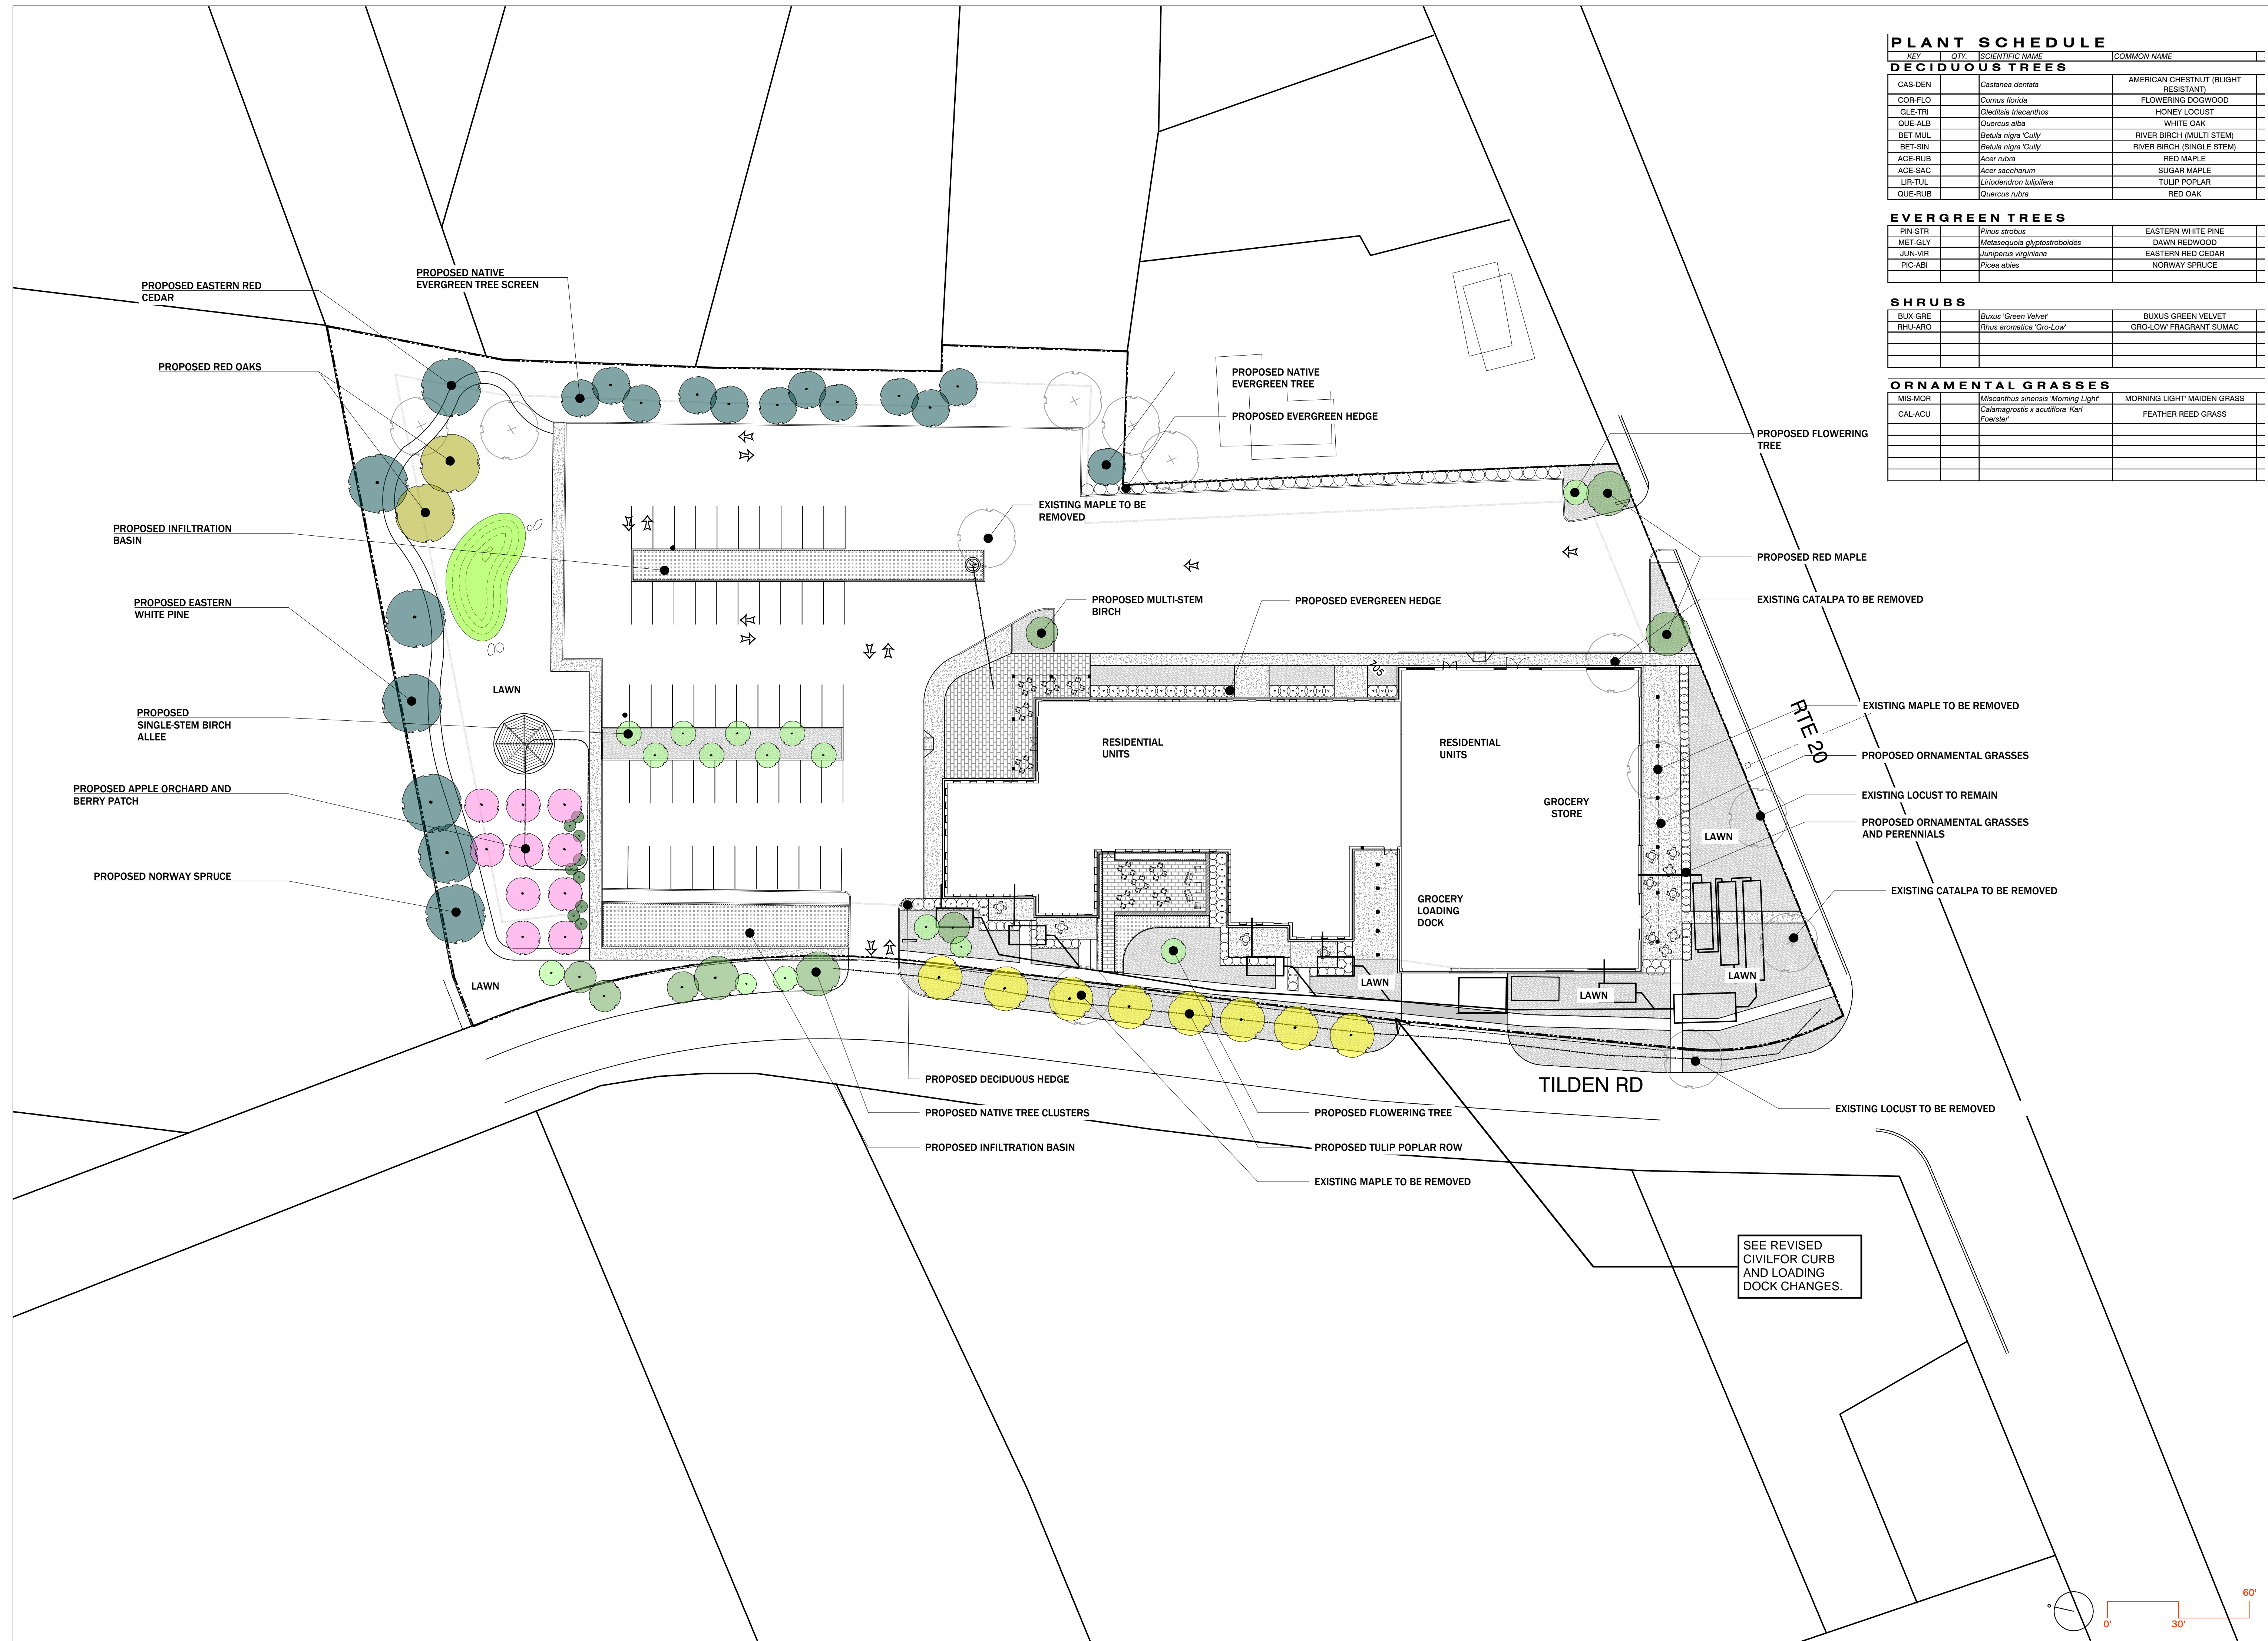 PLANT SCHEDULE
KEY QTY. SCIENTIFIC NAME COMMON NAME
DECIDUOUS TREES
CAS-DEN Castanea dentata AMERICAN CHESTNUT (BLIGHT
RESISTANT)
COR-FLO Cornus florida FLOWERING DOGWOOD
GLE-TRI Gleditsia triacanthos HONEY LOCUST
QUE-ALB Quercus alba WHITE OAK
BET-MUL Betula nigra 'Cully' RIVER BIRCH (MULTI STEM)
BET-SIN Betula nigra 'Cully' RIVER BIRCH (SINGLE STEM)
ACE-RUB Acer rubra RED MAPLE
ACE-SAC Acer saccharum SUGAR MAPLE
LIR-TUL Liriodendron tulipifera TULIP POPLAR
QUE-RUB Quercus rubra RED OAK
EVERGREEN TREES
PIN-STR Pinus strobus EASTERN WHITE PINE
MET-GLY Metasequoia glyptostroboides DAWN REDWOOD
JUN-VIR Juniperus virginiana EASTERN RED CEDAR
PIC-ABI Picea abies NORWAY SPRUCE
SHRUBS
BUX-GRE Buxus 'Green Velvet' BUXUS GREEN VELVET
RHU-ARO Rhus aromatica 'Gro-Low' GRO-LOW' FRAGRANT SUMAC
ORNAMENTAL GRASSES
MIS-MOR Miscanthus sinensis 'Morning Light' MORNING LIGHT' MAIDEN GRASS
CAL-ACU Calamagrostis x acutiflora 'Karl
Foerster' FEATHER REED GRASS
PROPOSED NATIVE
EVERGREEN TREE SCREEN
PROPOSED EASTERN RED
CEDAR
PROPOSED RED OAKS
PROPOSED INFILTRATION
BASIN
PROPOSED EASTERN
WHITE PINE
PROPOSED
SINGLE-STEM BIRCH
ALLEE
PROPOSED APPLE ORCHARD AND
BERRY PATCH
PROPOSED NORWAY SPRUCE
LAWN
LAWN
PROPOSED NATIVE
EVERGREEN TREE
PROPOSED EVERGREEN HEDGE
EXISTING MAPLE TO BE
REMOVED
PROPOSED MULTI-STEM
BIRCH
PROPOSED EVERGREEN HEDGE
705
PROPOSED FLOWERING
TREE
PROPOSED RED MAPLE
EXISTING CATALPA TO BE REMOVED
RTE 20
EXISTING MAPLE TO BE REMOVED
PROPOSED ORNAMENTAL GRASSES
EXISTING LOCUST TO REMAIN
PROPOSED ORNAMENTAL GRASSES
AND PERENNIALS
EXISTING CATALPA TO BE REMOVED
RESIDENTIAL
UNITS
RESIDENTIAL
UNITS
GROCERY
STORE
GROCERY
LOADING
DOCK
LAWN
LAWN
LAWN
LAWN
TILDEN RD
PROPOSED DECIDUOUS HEDGE
PROPOSED NATIVE TREE CLUSTERS
PROPOSED INFILTRATION BASIN
PROPOSED FLOWERING TREE
PROPOSED TULIP POPLAR ROW
EXISTING MAPLE TO BE REMOVED
EXISTING LOCUST TO BE REMOVED
SEE REVISED
CIVILFOR CURB
AND LOADING
DOCK CHANGES.
0' 30' 60'